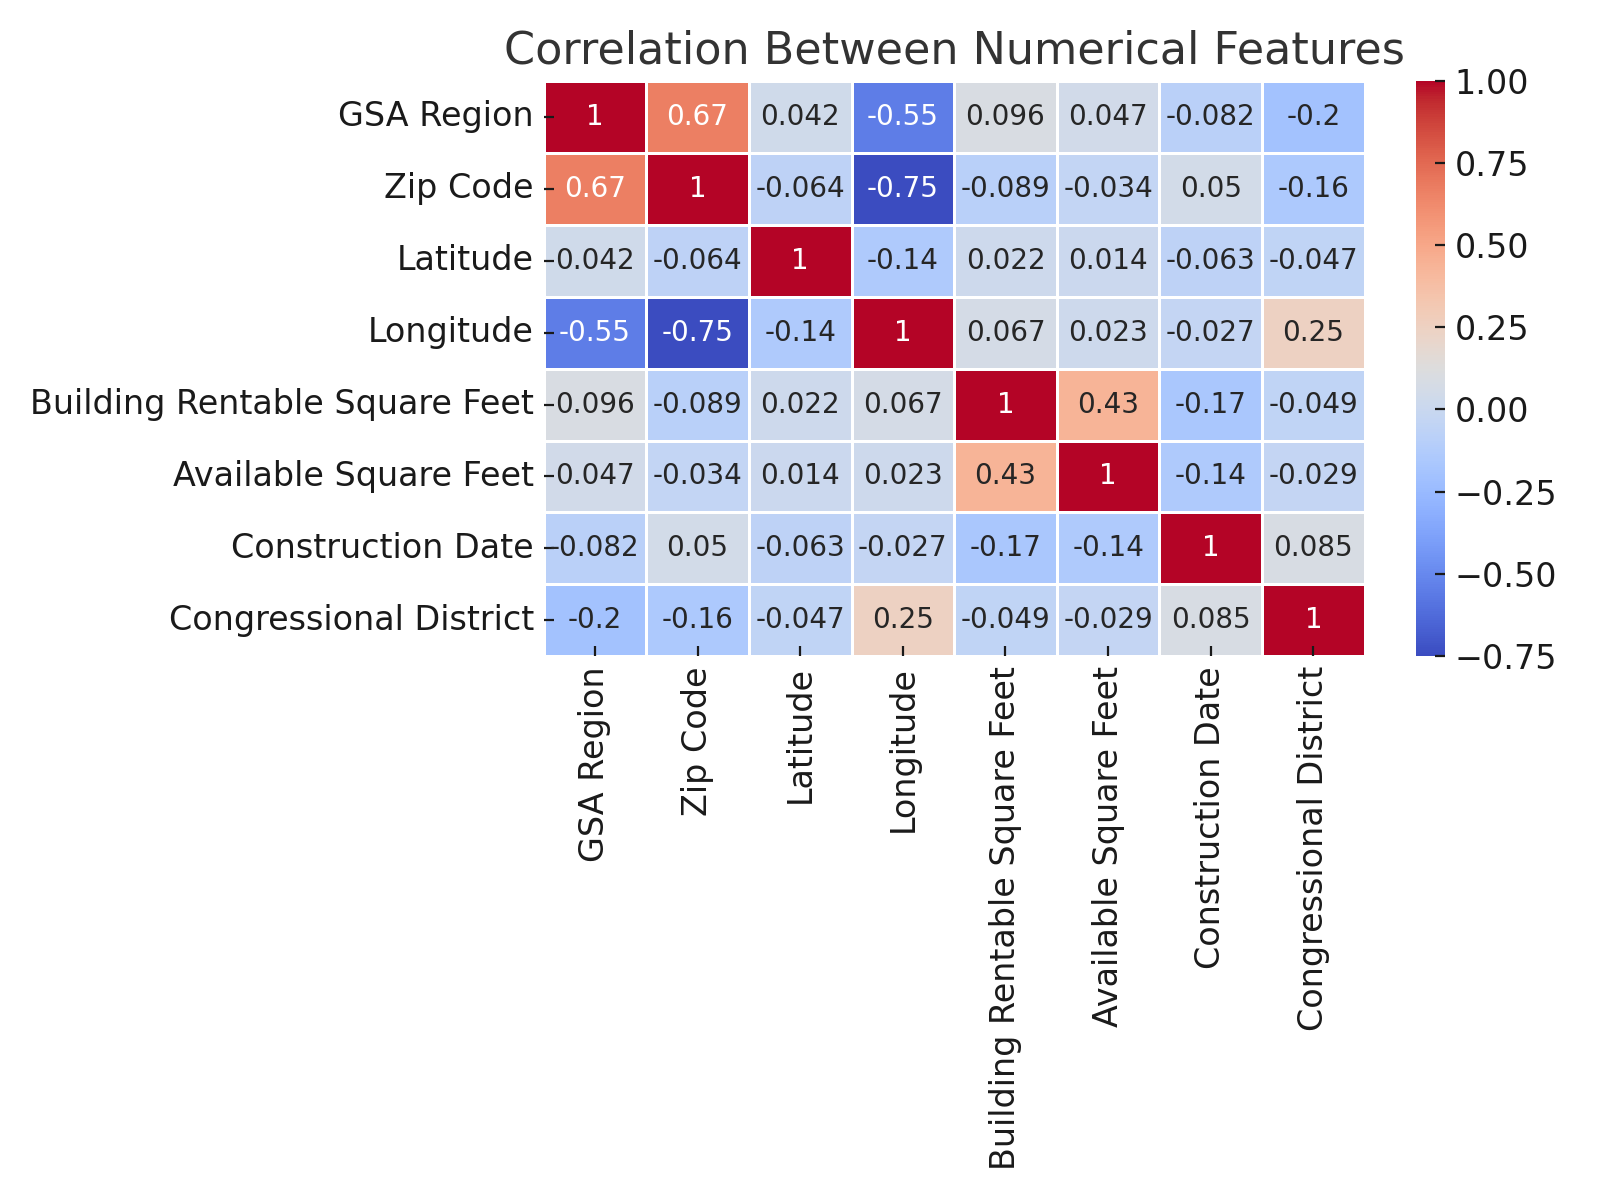 Correlation Between Numerical Features
GSA Region 1 0.67 0.042 -0.55 0.096 0.047 -0.082 -0.2
Zip Code 0.67 1 -0.064 -0.75 -0.089 -0.034 0.05 -0.16
Latitude 0.042 -0.064 1 -0.14 0.022 0.014 -0.063 -0.047
Longitude -0.55 -0.75 -0.14 1 0.067 0.023 -0.027 0.25
Building Rentable Square Feet 0.096 -0.089 0.022 0.067 1 0.43 -0.17 -0.049
Available Square Feet 0.047 -0.034 0.014 0.023 0.43 1 -0.14 -0.029
Construction Date -0.082 0.05 -0.063 -0.027 -0.17 -0.14 1 0.085
Congressional District -0.2 -0.16 -0.047 0.25 -0.049 -0.029 0.085 1
GSA Region
Zip Code
Latitude
Longitude
Building Rentable Square Feet
Available Square Feet
Construction Date
Congressional District
1.00
0.75
0.50
0.25
0.00
−0.25
−0.50
−0.75